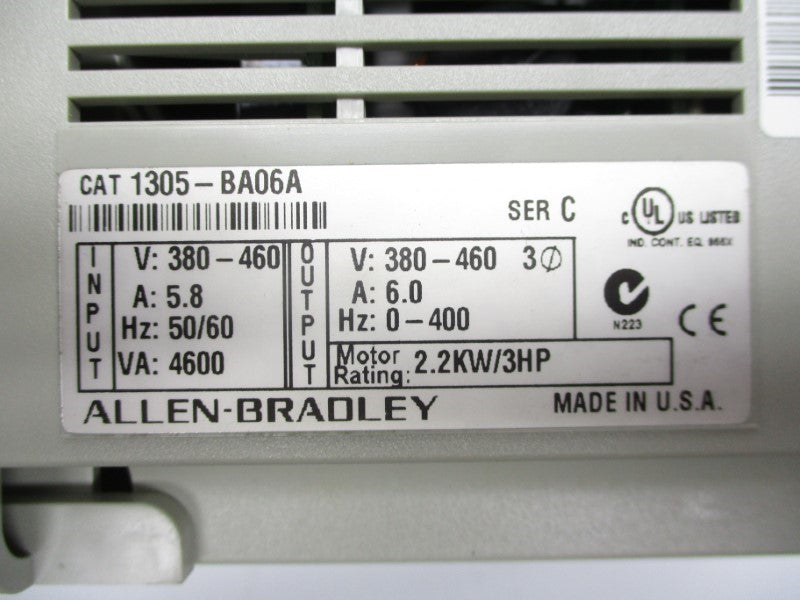 CAT 1305-BA06A
SER C
C UL US LISTED
IND. CONT. EQ. 966X
INPUT
V: 380-460
A: 5.8
Hz: 50/60
VA: 4600
OUTPUT
V: 380-460 3Ø
A: 6.0
Hz: 0-400
Motor Rating: 2.2KW/3HP
N223
CE
ALLEN-BRADLEY
MADE IN U.S.A.